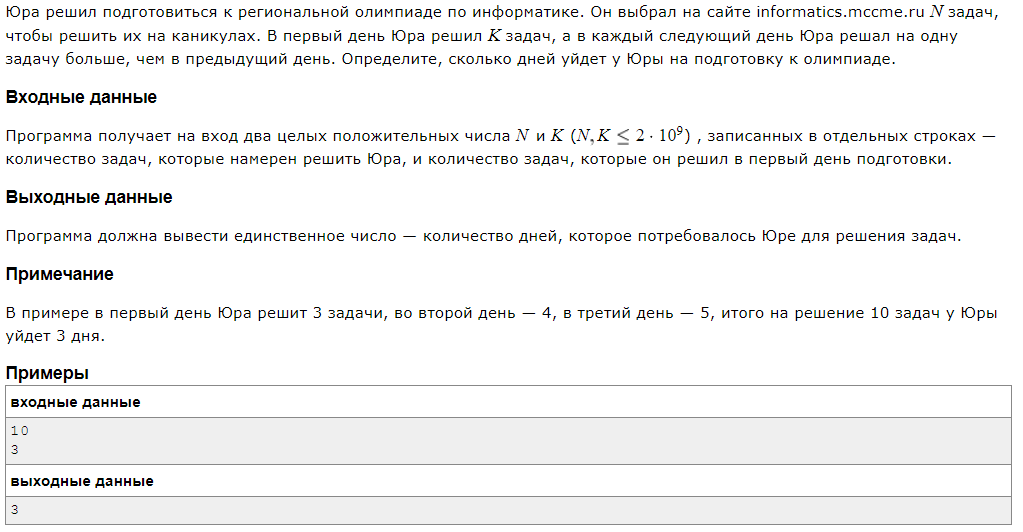 Юра решил подготовиться к региональной олимпиаде по информатике. Он выбрал на сайте informatics.mccme.ru N задач,
чтобы решить их на каникулах. В первый день Юра решил K задач, а в каждый следующий день Юра решал на одну
задачу больше, чем в предыдущий день. Определите, сколько дней уйдет у Юры на подготовку к олимпиаде.
Входные данные
Программа получает на вход два целых положительных числа N и K (N, K ≤ 2 · 10⁹) , записанных в отдельных строках —
количество задач, которые намерен решить Юра, и количество задач, которые он решил в первый день подготовки.
Выходные данные
Программа должна вывести единственное число — количество дней, которое потребовалось Юре для решения задач.
Примечание
В примере в первый день Юра решит 3 задачи, во второй день — 4, в третий день — 5, итого на решение 10 задач у Юры
уйдет 3 дня.
Примеры
входные данные
10
3
выходные данные
3